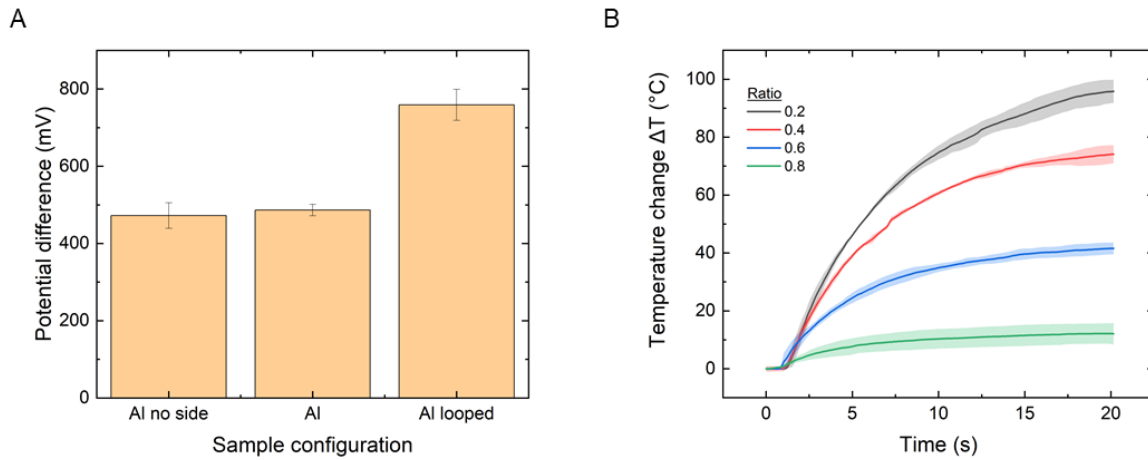 A
Potential difference (mV)
800
600
400
200
0
Al no side
Al
Al looped
Sample configuration
B
Temperature change ΔT (°C)
100
80
60
40
20
0
Ratio
0.2
0.4
0.6
0.8
0
5
10
15
20
Time (s)